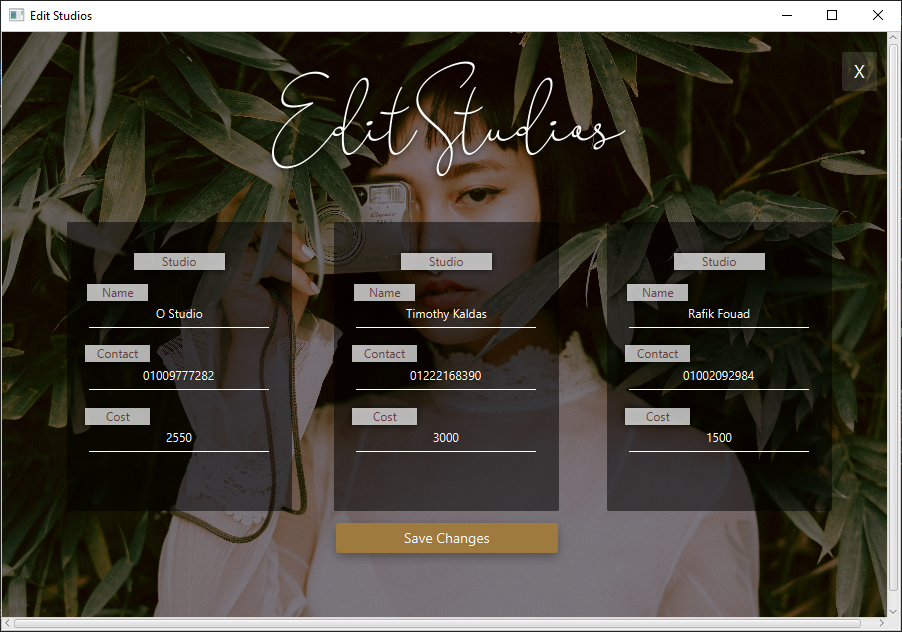 Edit Studios
X
Edit Studios
Studio
Name
O Studio
Contact
01009777282
Cost
2550
Studio
Name
Timothy Kaldas
Contact
01222168390
Cost
3000
Studio
Name
Rafik Fouad
Contact
01002092984
Cost
1500
Save Changes